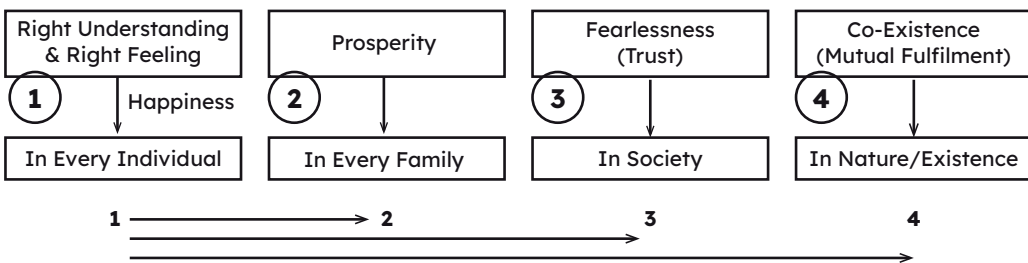 Right Understanding
& Right Feeling
Prosperity
Fearlessness
(Trust)
Co-Existence
(Mutual Fulfilment)
1
Happiness
2
3
4
In Every Individual
In Every Family
In Society
In Nature/Existence
1
2
3
4